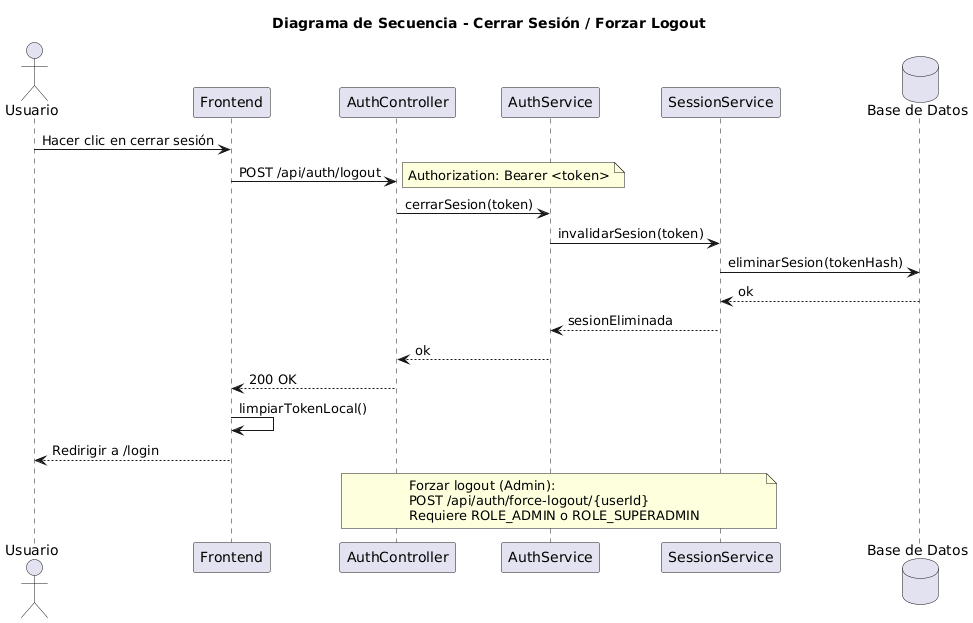 Diagrama de Secuencia - Cerrar Sesión / Forzar Logout
Usuario
Frontend
AuthController
AuthService
SessionService
Base de Datos
Hacer clic en cerrar sesión
POST /api/auth/logout
Authorization: Bearer <token>
cerrarSesion(token)
invalidarSesion(token)
eliminarSesion(tokenHash)
ok
sesionEliminada
ok
200 OK
limpiarTokenLocal()
Redirigir a /login
Forzar logout (Admin):
POST /api/auth/force-logout/{userId}
Requiere ROLE_ADMIN o ROLE_SUPERADMIN
Usuario
Frontend
AuthController
AuthService
SessionService
Base de Datos